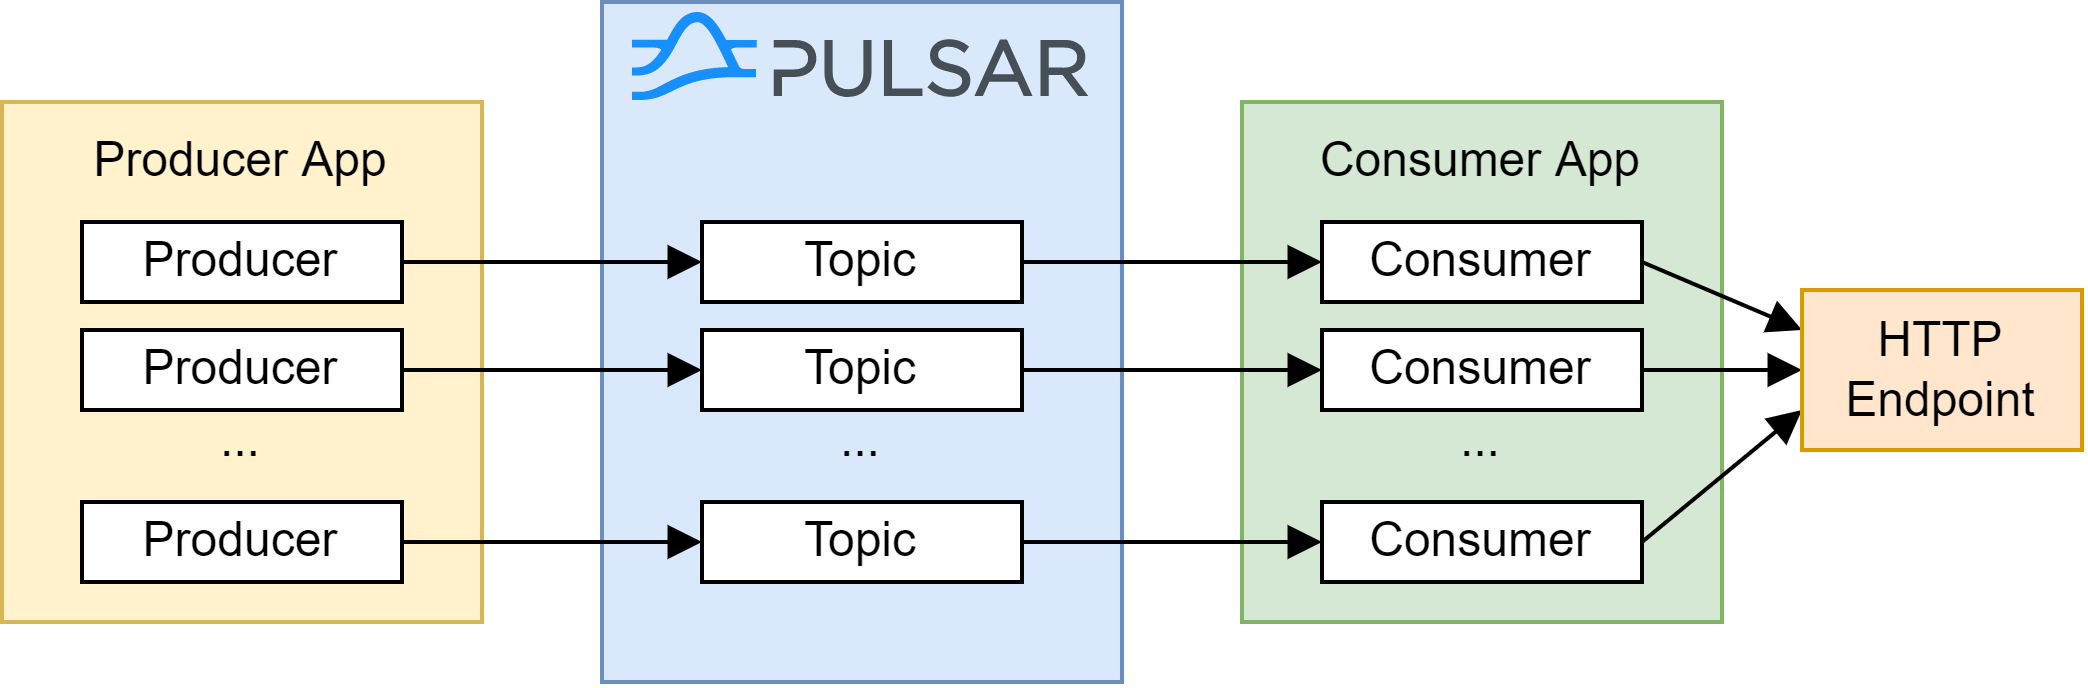 PULSAR
Producer App
Consumer App
Producer
Topic
Consumer
Producer
Topic
Consumer
HTTP
Endpoint
...
...
...
Producer
Topic
Consumer